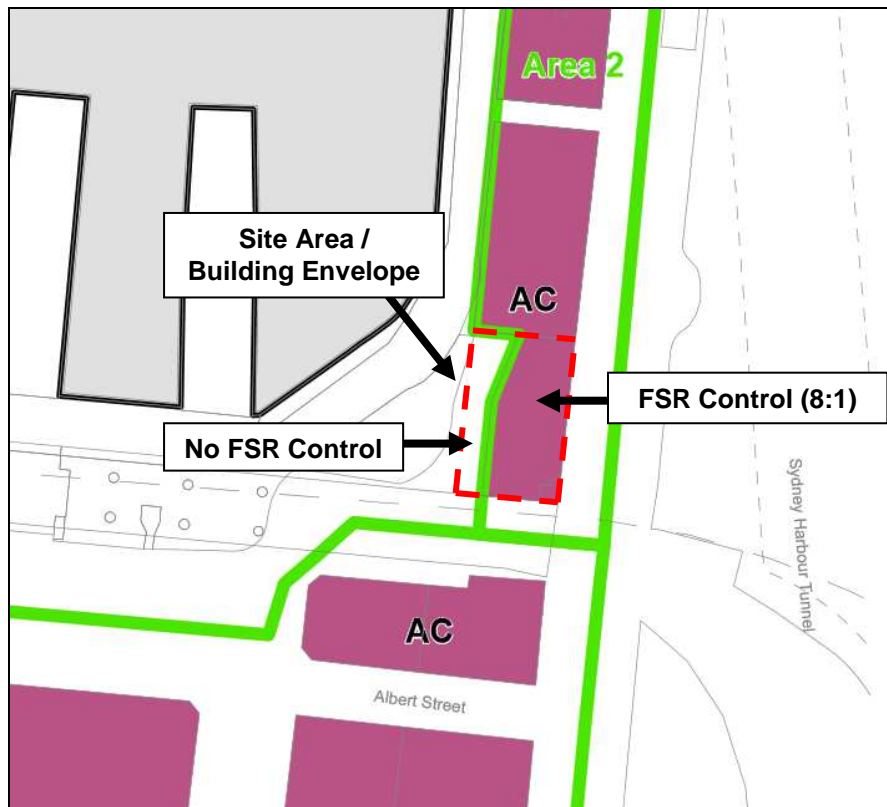 Area 2
Site Area /
Building Envelope
AC
FSR Control (8:1)
No FSR Control
Sydney Harbour Tunnel
AC
Albert Street